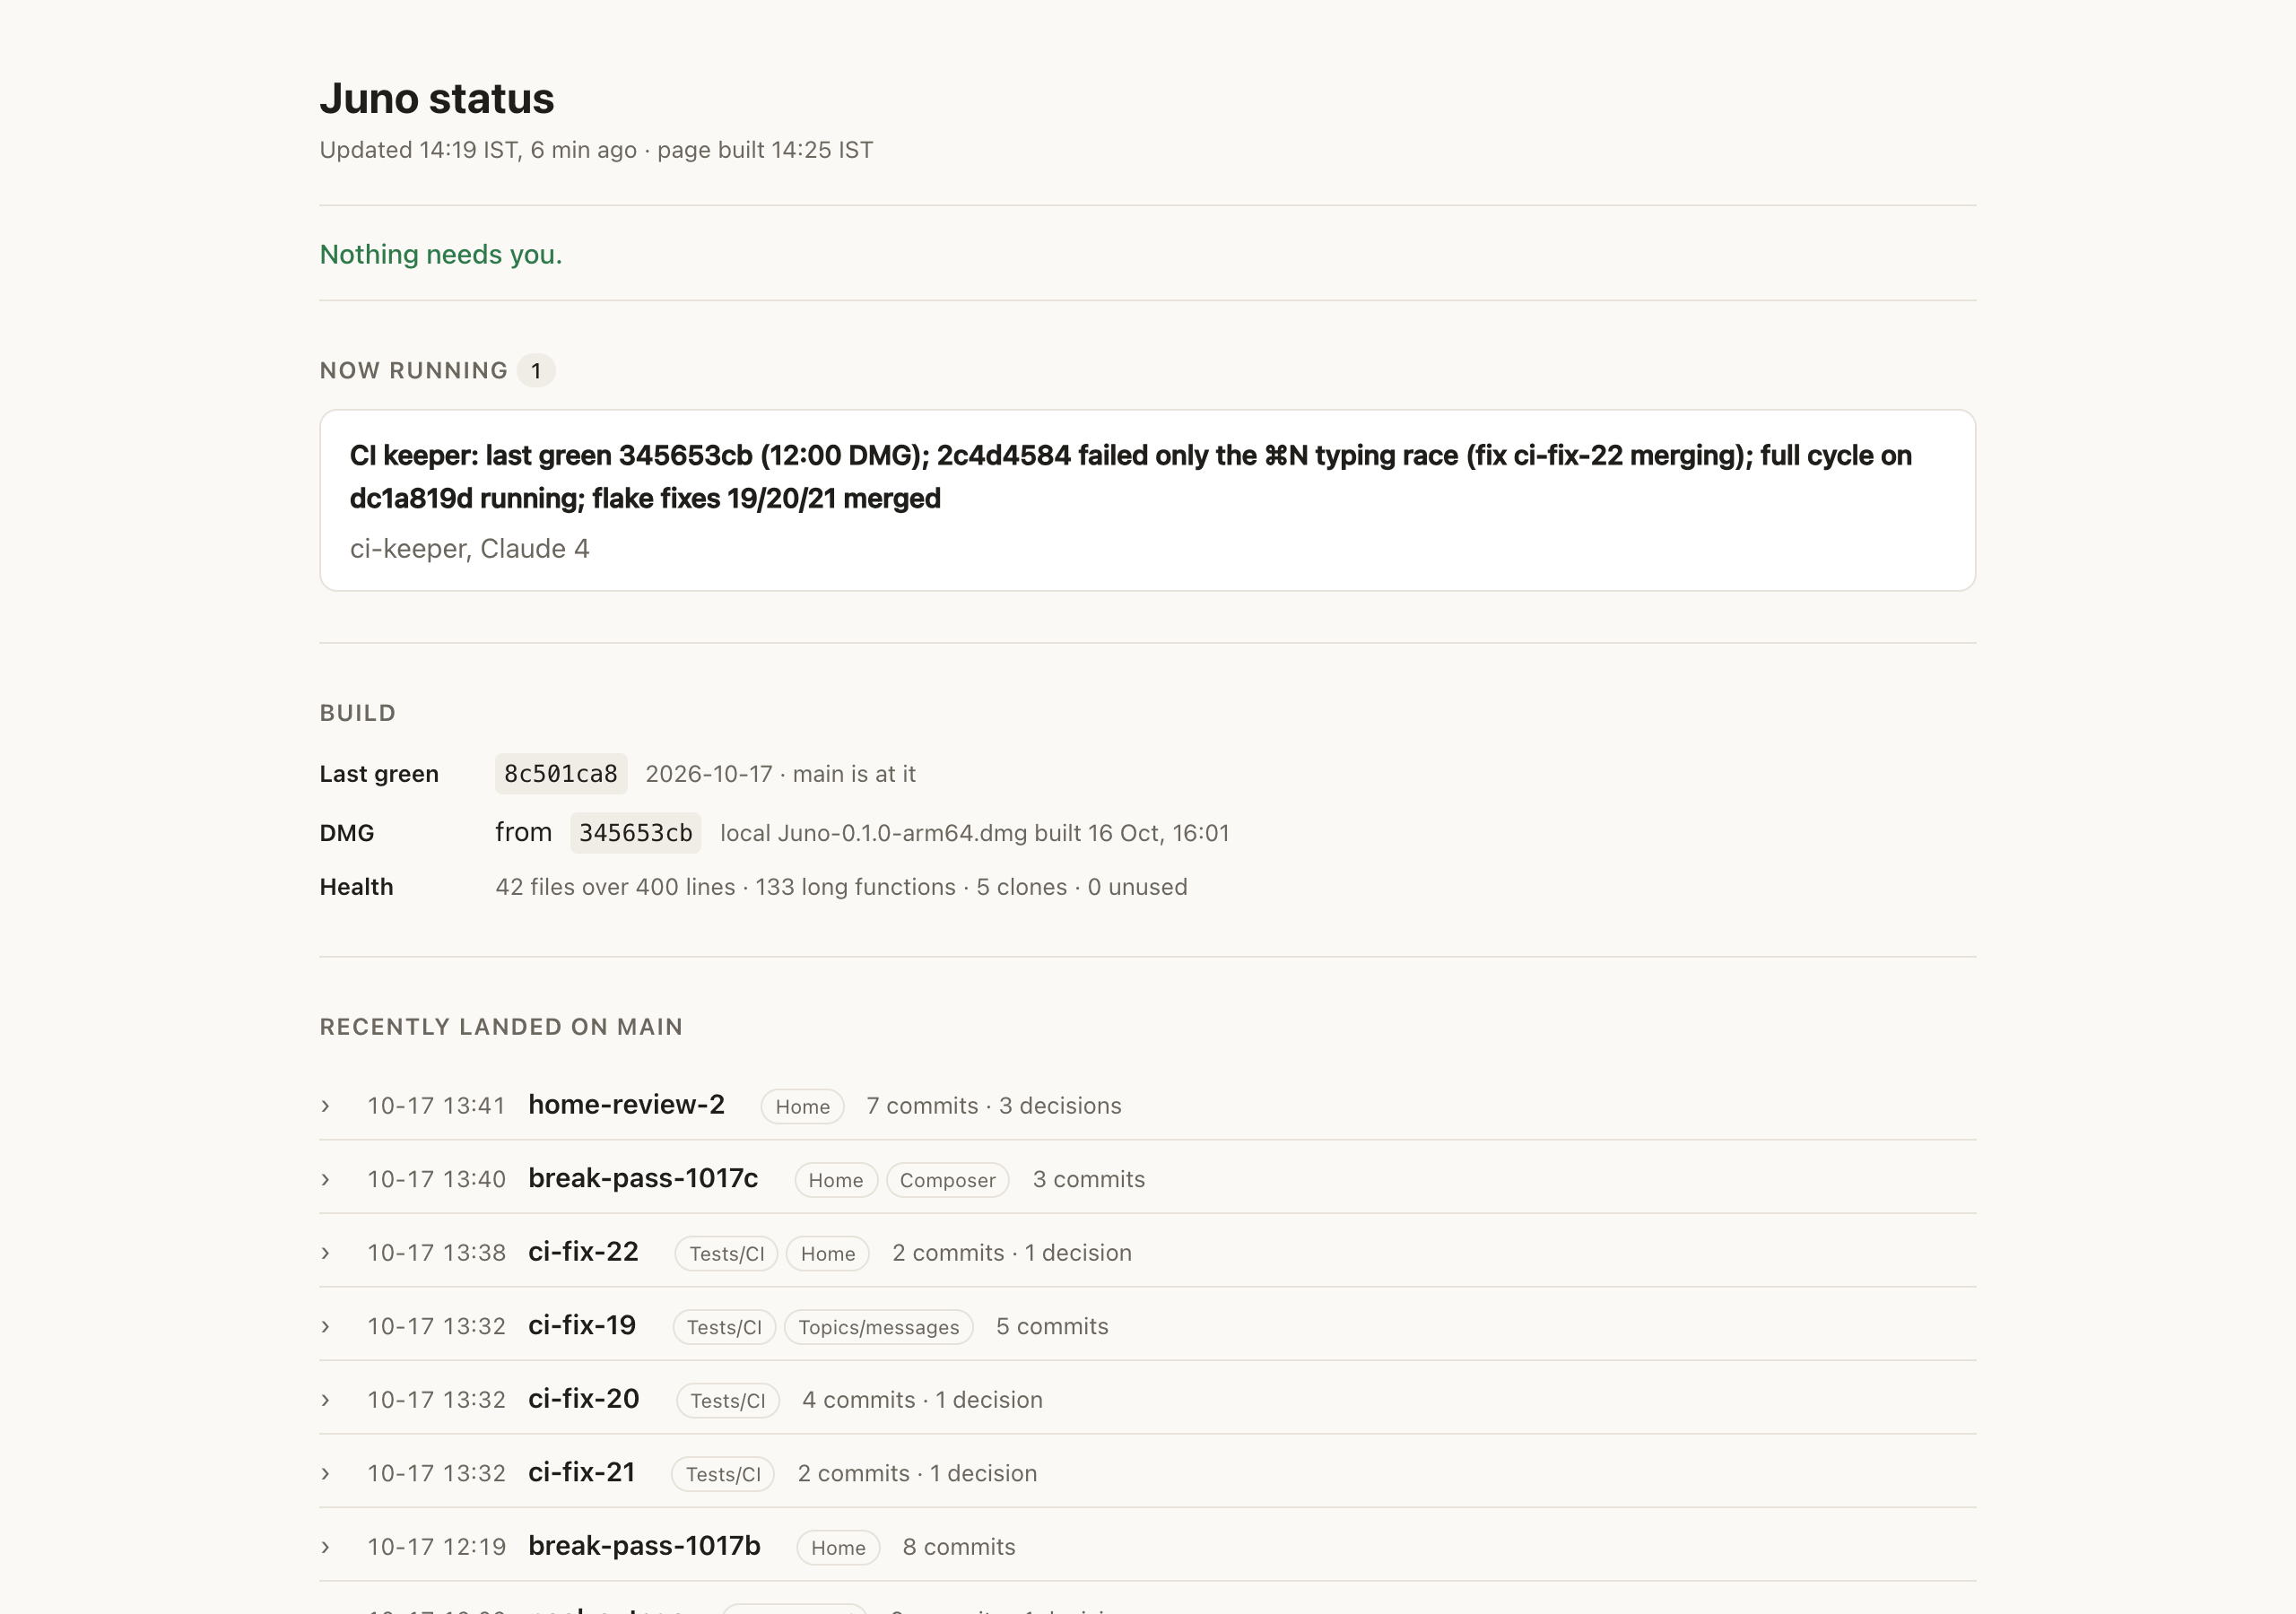 Juno status
Updated 14:19 IST, 6 min ago · page built 14:25 IST
Nothing needs you.
NOW RUNNING 1
CI keeper: last green 345653cb (12:00 DMG); 2c4d4584 failed only the ⌘N typing race (fix ci-fix-22 merging); full cycle on
dc1a819d running; flake fixes 19/20/21 merged
ci-keeper, Claude 4
BUILD
Last green 8c501ca8 2026-10-17 · main is at it
DMG from 345653cb local Juno-0.1.0-arm64.dmg built 16 Oct, 16:01
Health 42 files over 400 lines · 133 long functions · 5 clones · 0 unused
RECENTLY LANDED ON MAIN
› 10-17 13:41 home-review-2 Home 7 commits · 3 decisions
› 10-17 13:40 break-pass-1017c Home Composer 3 commits
› 10-17 13:38 ci-fix-22 Tests/CI Home 2 commits · 1 decision
› 10-17 13:32 ci-fix-19 Tests/CI Topics/messages 5 commits
› 10-17 13:32 ci-fix-20 Tests/CI 4 commits · 1 decision
› 10-17 13:32 ci-fix-21 Tests/CI 2 commits · 1 decision
› 10-17 12:19 break-pass-1017b Home 8 commits